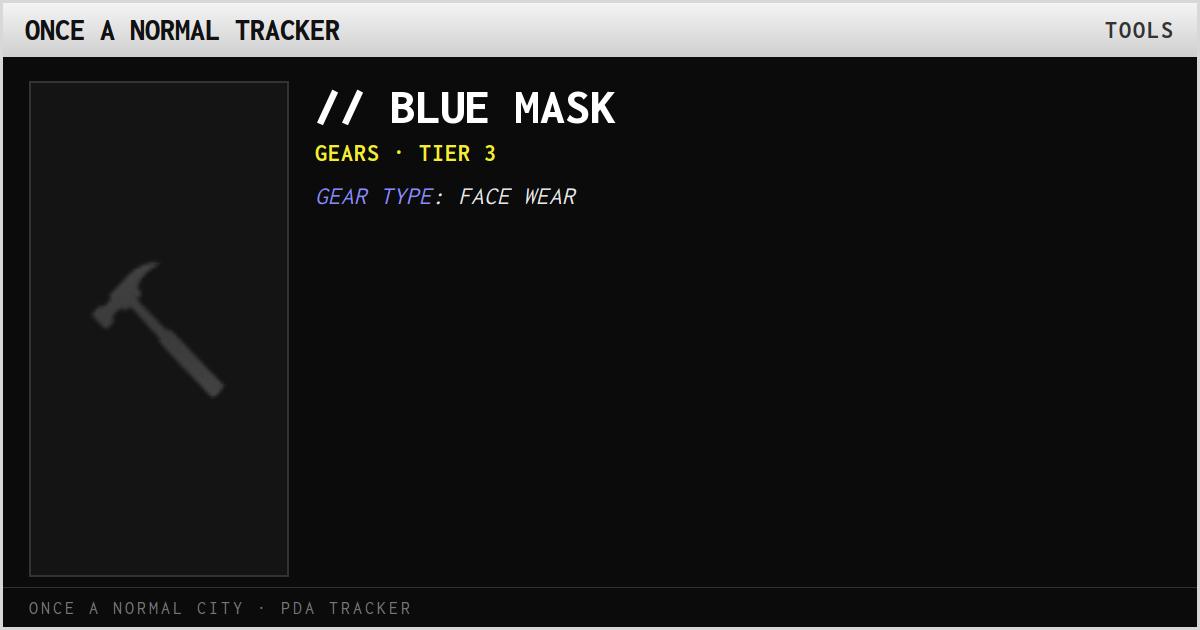 ONCE A NORMAL TRACKER
TOOLS
// BLUE MASK
GEARS · TIER 3
GEAR TYPE: FACE WEAR
ONCE A NORMAL CITY · PDA TRACKER